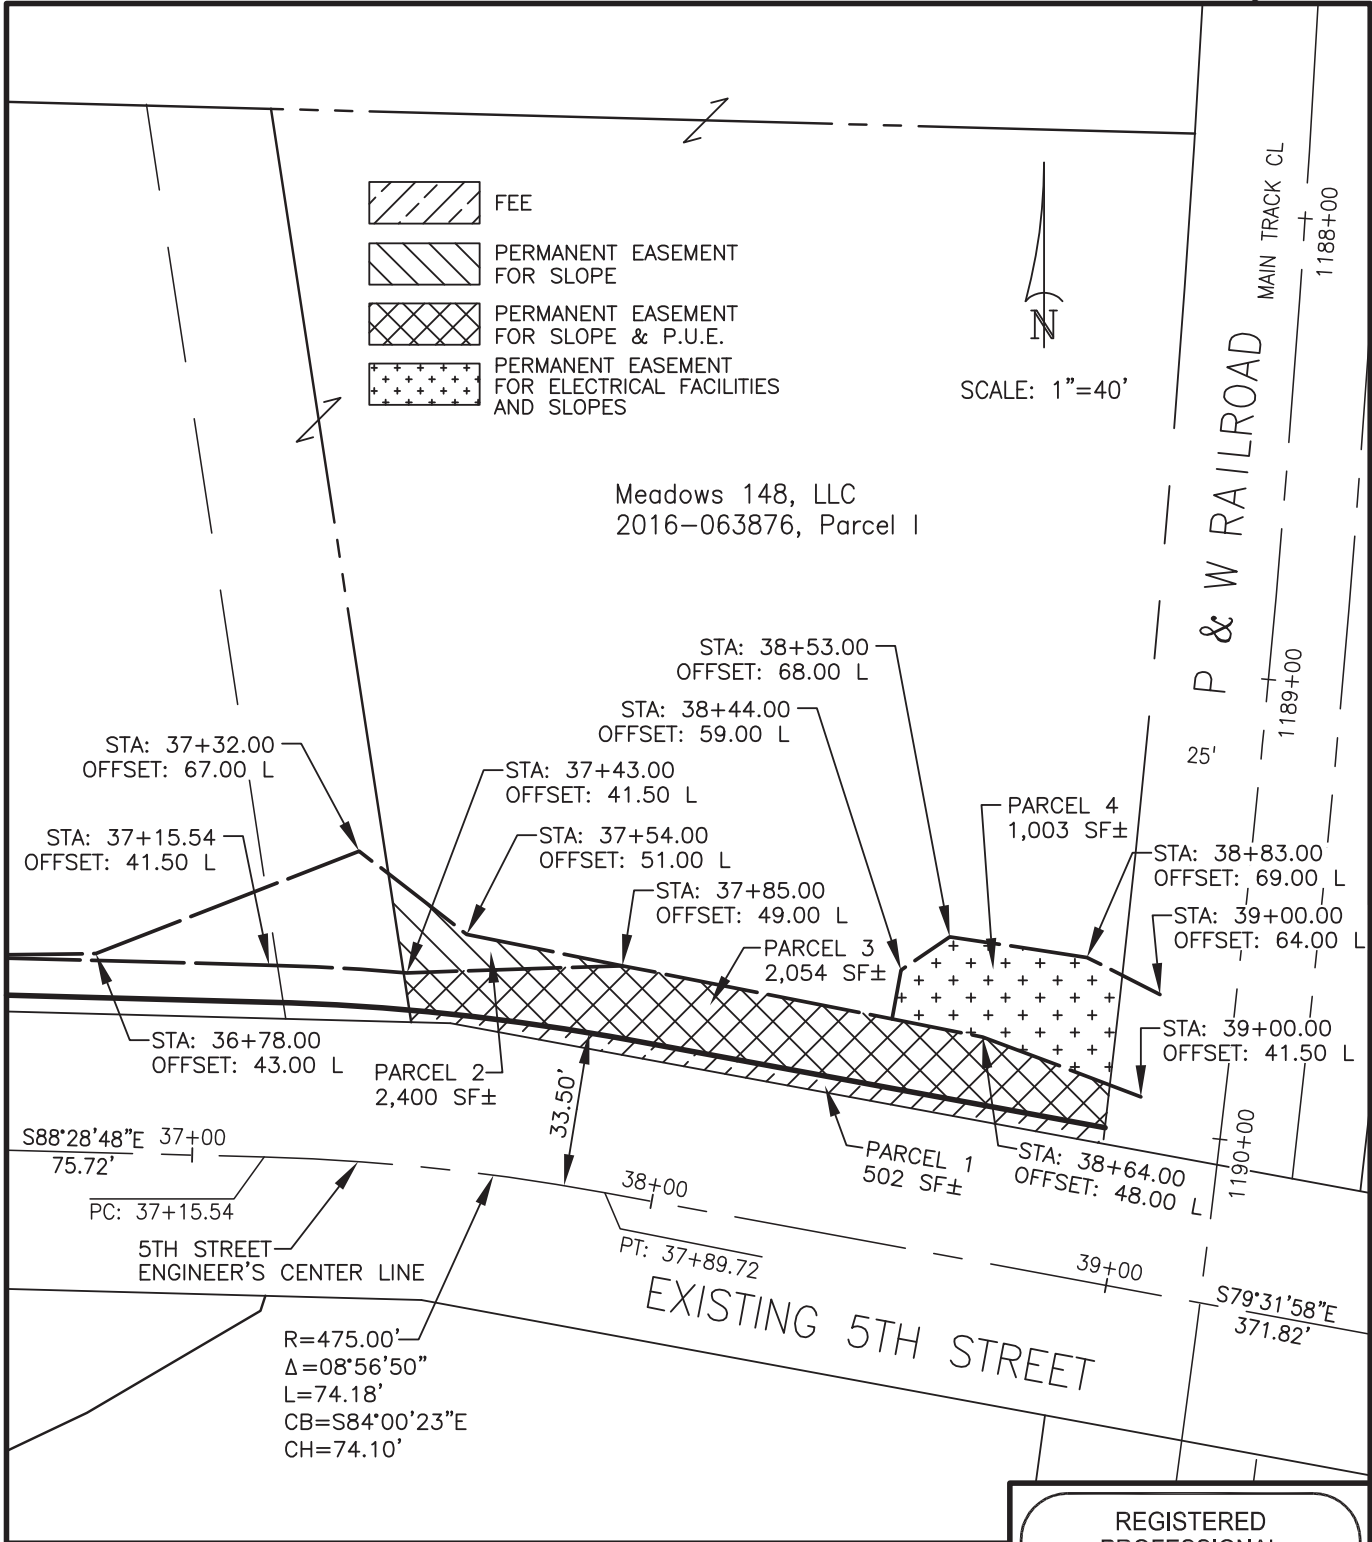 FEE
PERMANENT EASEMENT
FOR SLOPE
PERMANENT EASEMENT
FOR SLOPE & P.U.E.
PERMANENT EASEMENT
FOR ELECTRICAL FACILITIES
AND SLOPES
N
SCALE: 1"=40'
MAIN TRACK CL
1188+00
P & W RAILROAD
Meadows 148, LLC
2016-063876, Parcel I
STA: 38+53.00
OFFSET: 68.00 L
STA: 38+44.00
OFFSET: 59.00 L
1189+00
25'
STA: 37+32.00
OFFSET: 67.00 L
STA: 37+43.00
OFFSET: 41.50 L
STA: 37+15.54
OFFSET: 41.50 L
STA: 37+54.00
OFFSET: 51.00 L
STA: 37+85.00
OFFSET: 49.00 L
PARCEL 4
1,003 SF±
STA: 38+83.00
OFFSET: 69.00 L
STA: 39+00.00
OFFSET: 64.00 L
PARCEL 3
2,054 SF±
STA: 36+78.00
OFFSET: 43.00 L
PARCEL 2
2,400 SF±
33.50'
STA: 39+00.00
OFFSET: 41.50 L
PARCEL 1
502 SF±
STA: 38+64.00
OFFSET: 48.00 L
1190+00
S88°28'48"E
75.72'
37+00
PC: 37+15.54
38+00
5TH STREET
ENGINEER'S CENTER LINE
PT: 37+89.72
39+00
S79°31'58"E
371.82'
EXISTING 5TH STREET
R=475.00'
Δ=08°56'50"
L=74.18'
CB=S84°00'23"E
CH=74.10'
REGISTERED
PROFESSIONAL